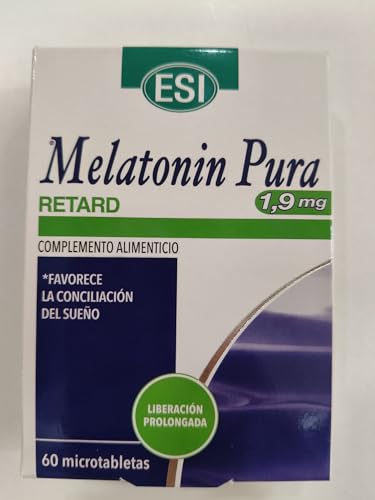 ESI
Melatonin Pura
RETARD
1,9 mg
COMPLEMENTO ALIMENTICIO
*FAVORECE
LA CONCILIACIÓN
DEL SUEÑO
LIBERACIÓN
PROLONGADA
60 microtabletas